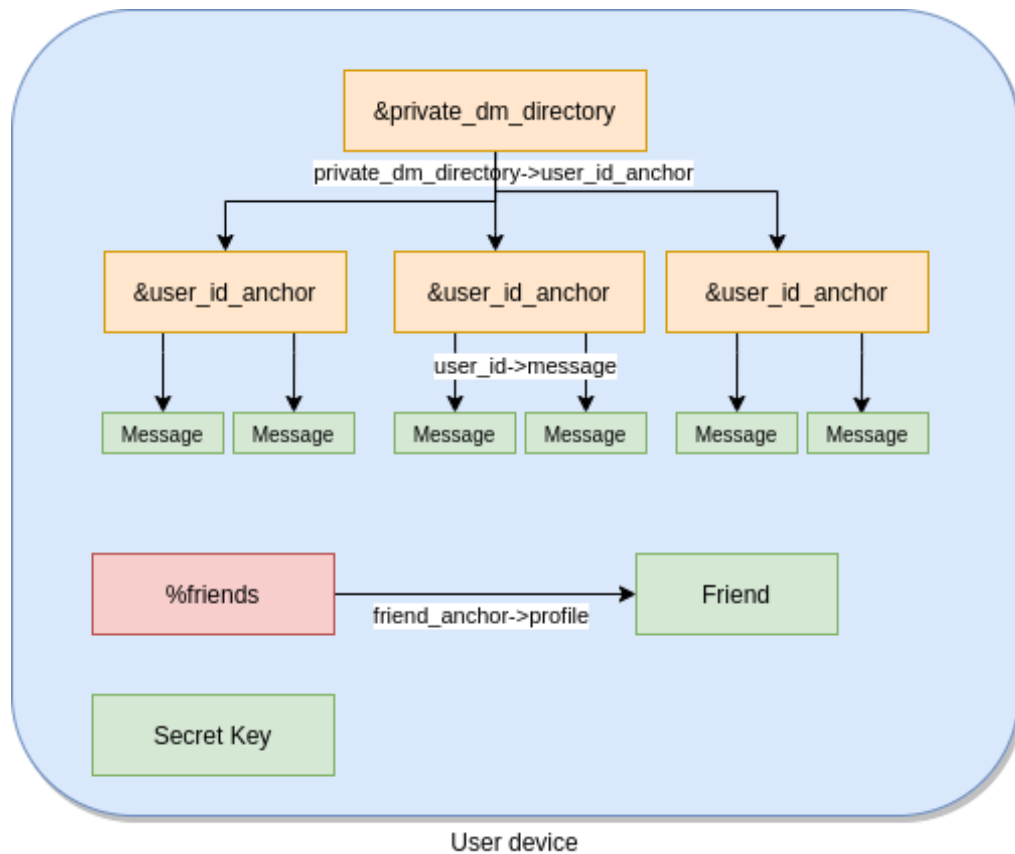 &private_dm_directory
private_dm_directory->user_id_anchor
&user_id_anchor
&user_id_anchor
&user_id_anchor
user_id->message
Message
Message
Message
Message
Message
Message
%friends
friend_anchor->profile
Friend
Secret Key
User device